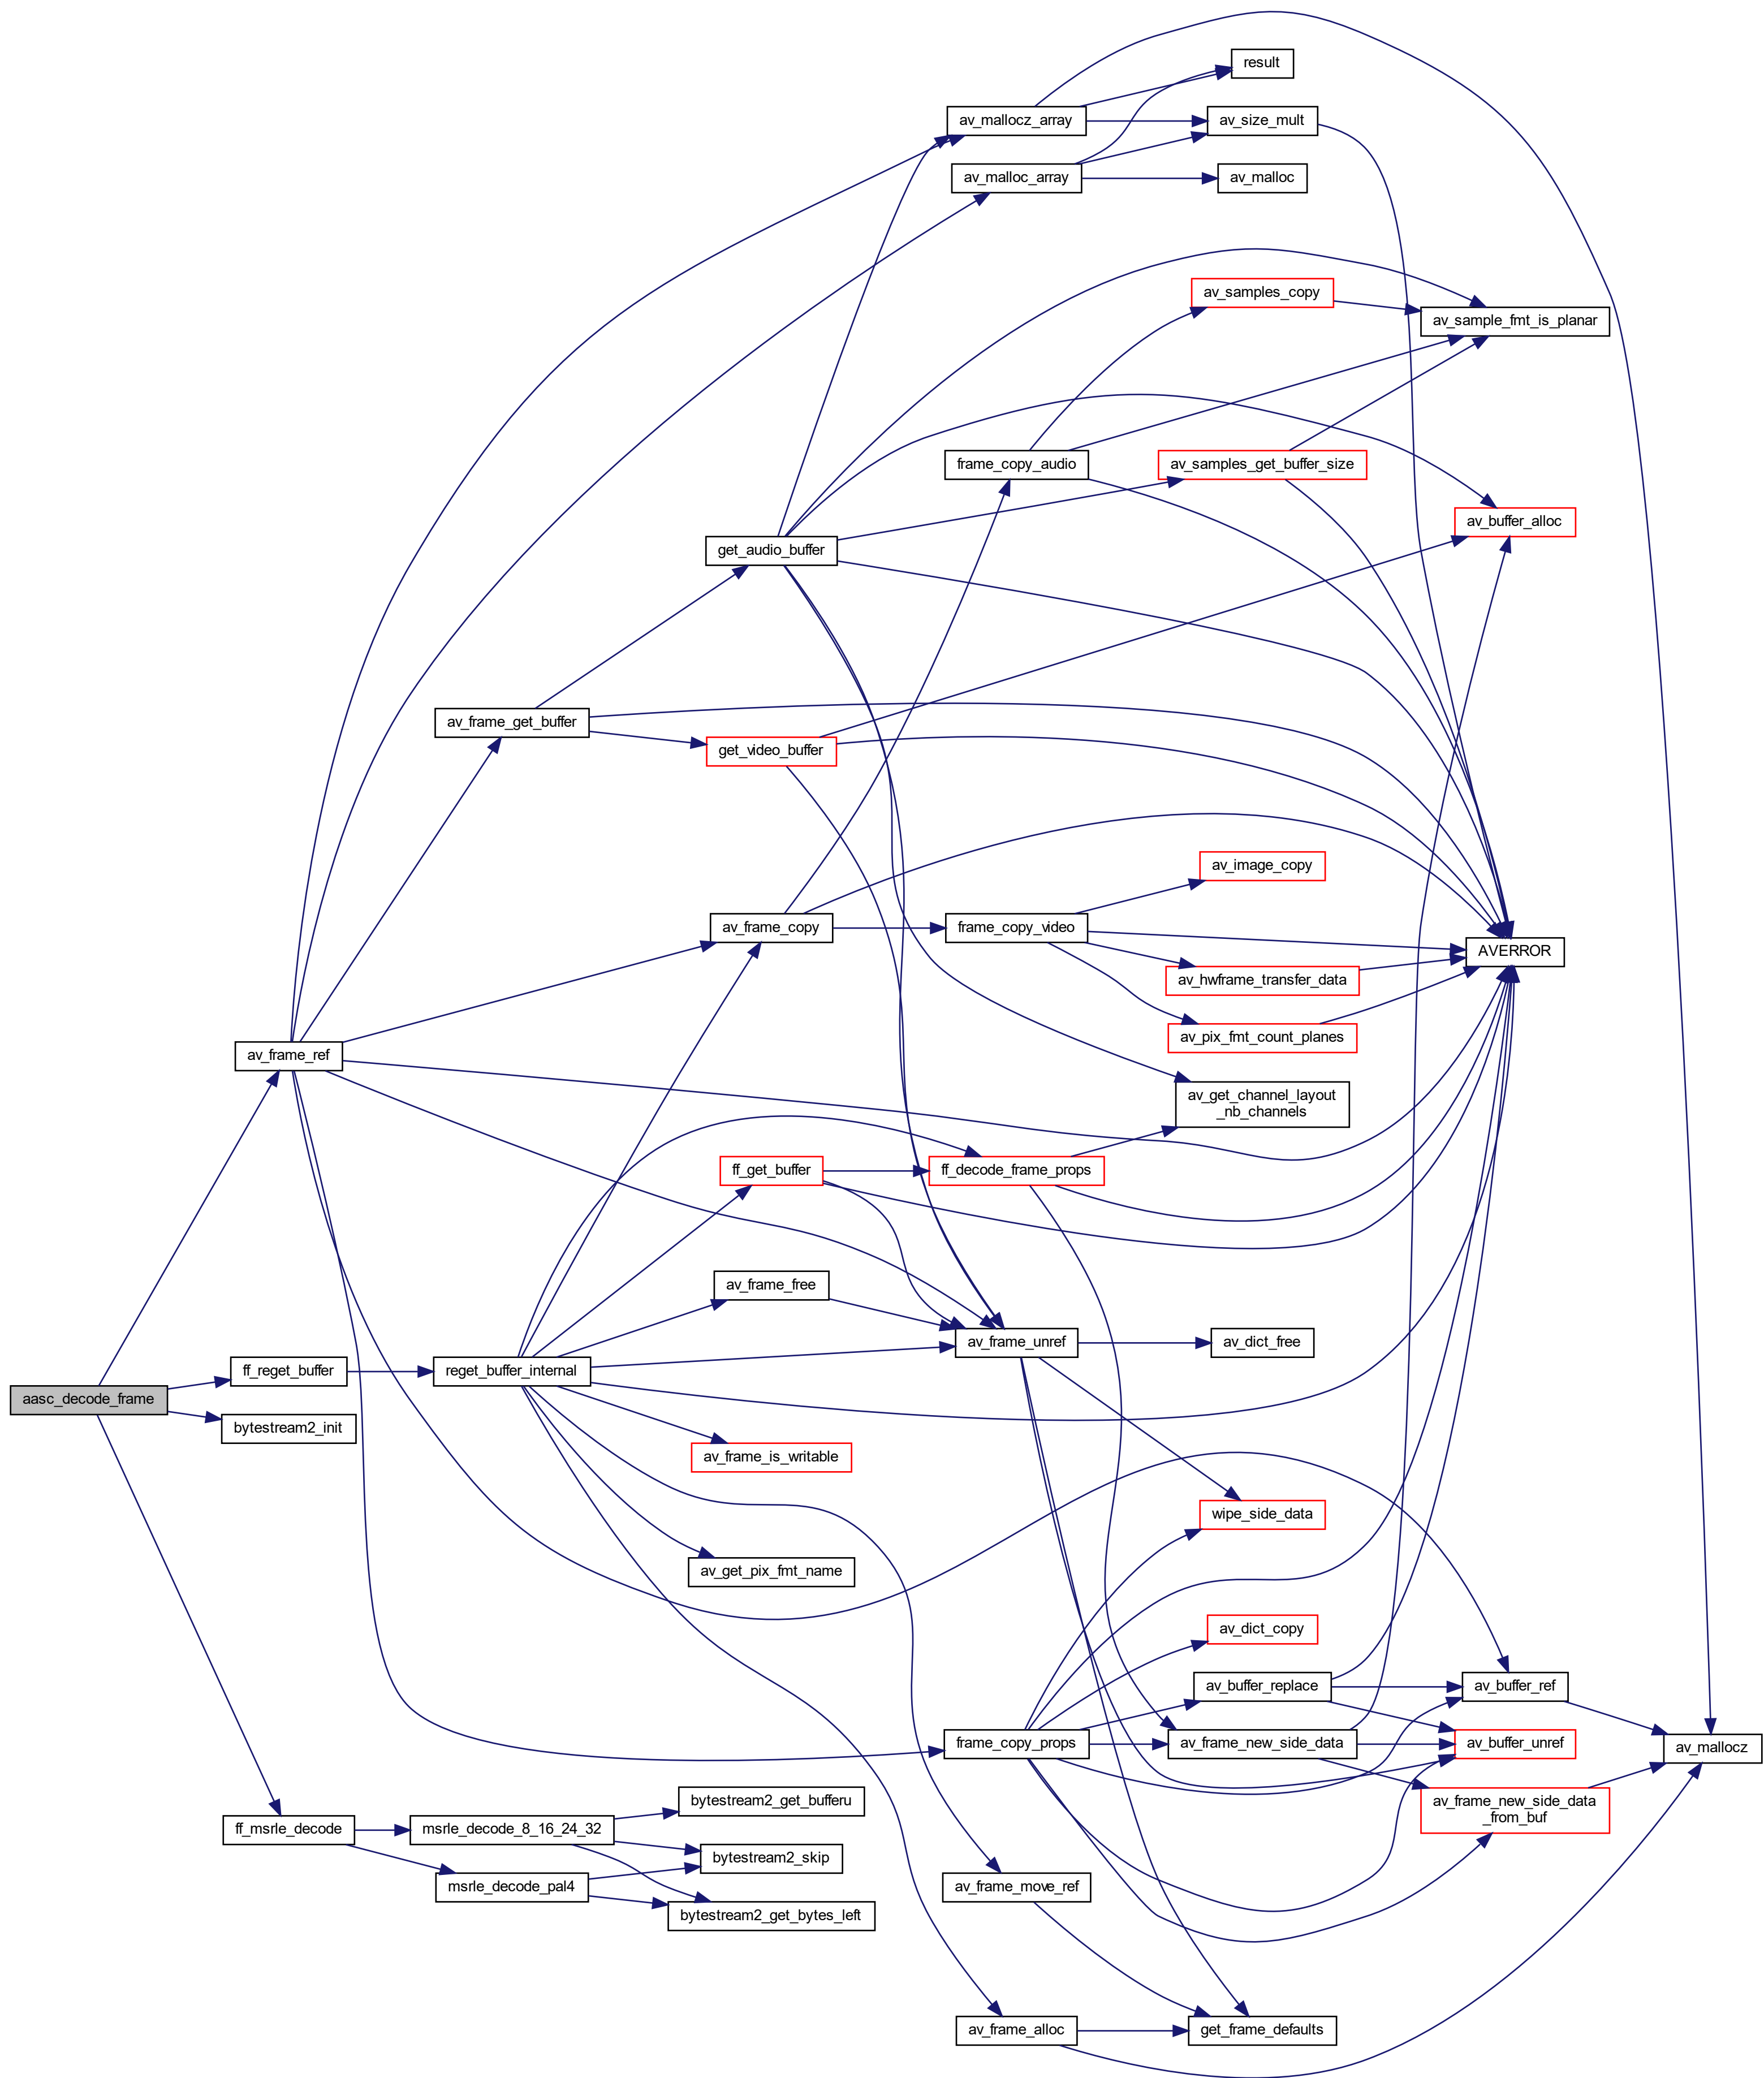 result
av_mallocz_array
av_size_mult
av_malloc_array
av_malloc
av_samples_copy
av_sample_fmt_is_planar
frame_copy_audio
av_samples_get_buffer_size
av_buffer_alloc
get_audio_buffer
av_frame_get_buffer
get_video_buffer
av_image_copy
av_frame_copy
frame_copy_video
AVERROR
av_hwframe_transfer_data
av_pix_fmt_count_planes
av_frame_ref
av_get_channel_layout
_nb_channels
ff_get_buffer
ff_decode_frame_props
av_frame_free
av_frame_unref
av_dict_free
ff_reget_buffer
reget_buffer_internal
aasc_decode_frame
bytestream2_init
av_frame_is_writable
wipe_side_data
av_get_pix_fmt_name
av_dict_copy
av_buffer_replace
av_buffer_ref
frame_copy_props
av_frame_new_side_data
av_buffer_unref
av_mallocz
av_frame_new_side_data
_from_buf
bytestream2_get_bufferu
ff_msrle_decode
msrle_decode_8_16_24_32
bytestream2_skip
msrle_decode_pal4
av_frame_move_ref
bytestream2_get_bytes_left
av_frame_alloc
get_frame_defaults